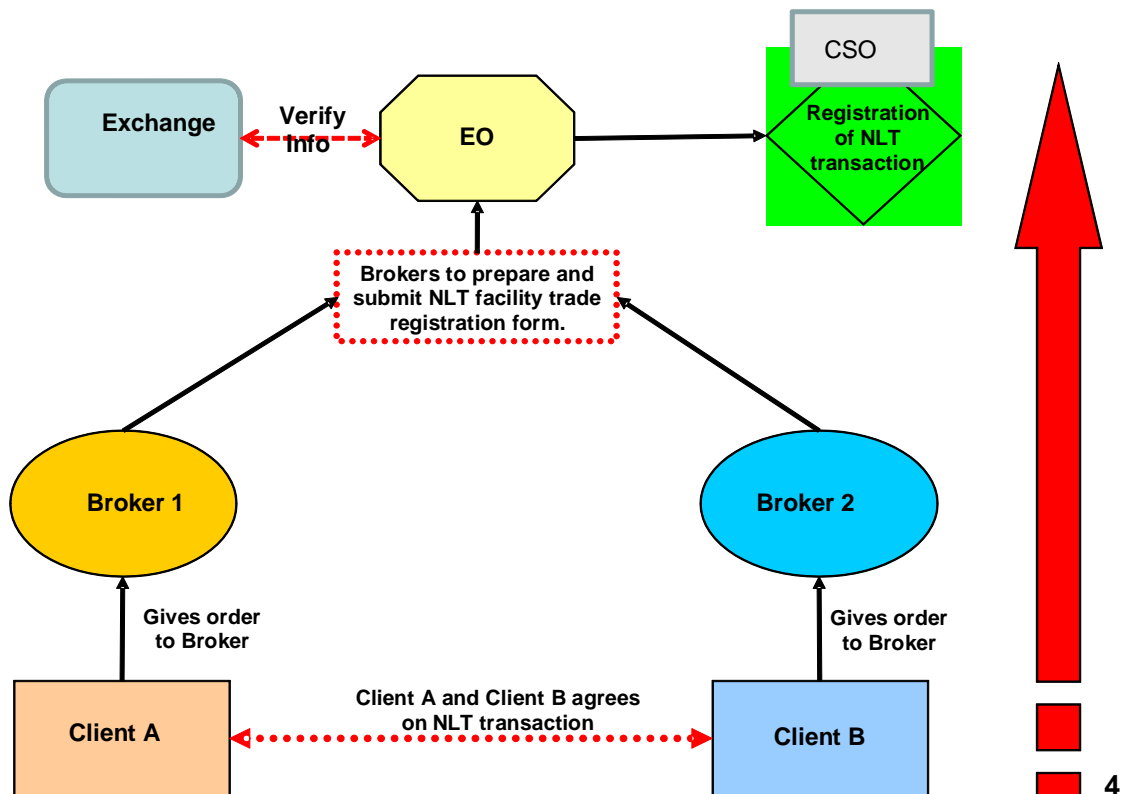 CSO
Exchange
Verify
Info
EO
Registration
of NLT
transaction
Brokers to prepare and
submit NLT facility trade
registration form.
Broker 1
Broker 2
Gives order
to Broker
Gives order
to Broker
Client A and Client B agrees
on NLT transaction
Client A
Client B
4